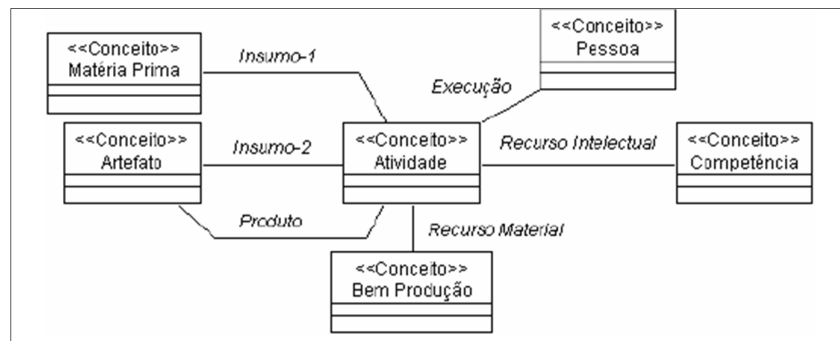 <<Conceito>>
Pessoa
<<Conceito>>
Matéria Prima
Insumo-1
Execução
<<Conceito>>
Artefato
Insumo-2
<<Conceito>>
Atividade
Recurso Intelectual
<<Conceito>>
Competência
Produto
Recurso Material
<<Conceito>>
Bem Produção